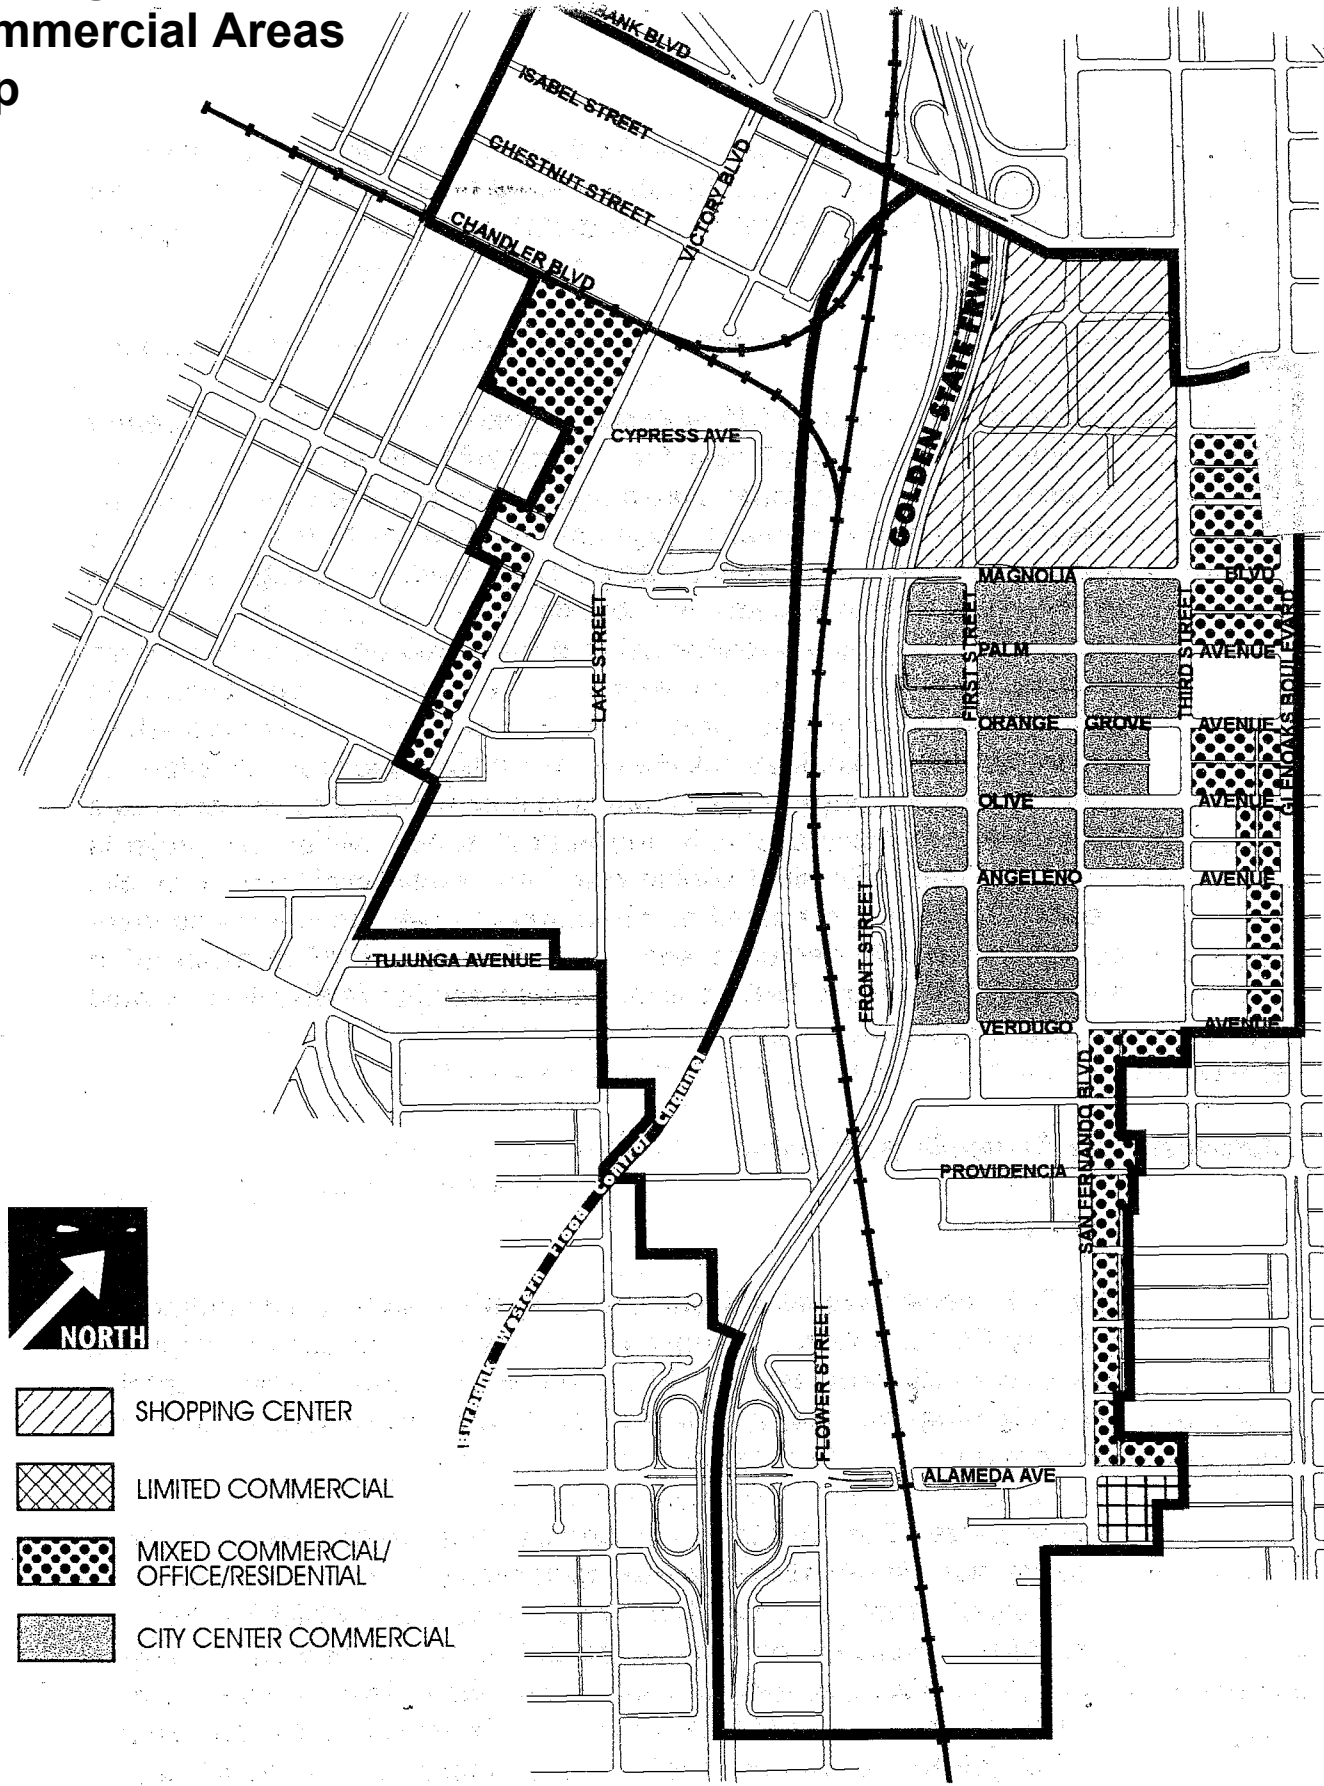 mmercial Areas
p
BANK BLVD
ISABEL STREET
CHESTNUT STREET
VICTORY BLVD
CHANDLER BLVD
GOLDEN STATE FRWY
CYPRESS AVE
MAGNOLIA BLVD
LAKE STREET
FIRST STREET
THIRD STREET
GLENOAKS BOULEVARD
PALM AVENUE
ORANGE GROVE AVENUE
OLIVE AVENUE
ANGELENO AVENUE
FRONT STREET
TUJUNGA AVENUE
VERDUGO AVENUE
SAN FERNANDO BLVD
PROVIDENCIA
Burbank Western Flood Control Channel
FLOWER STREET
ALAMEDA AVE
NORTH
SHOPPING CENTER
LIMITED COMMERCIAL
MIXED COMMERCIAL/
OFFICE/RESIDENTIAL
CITY CENTER COMMERCIAL